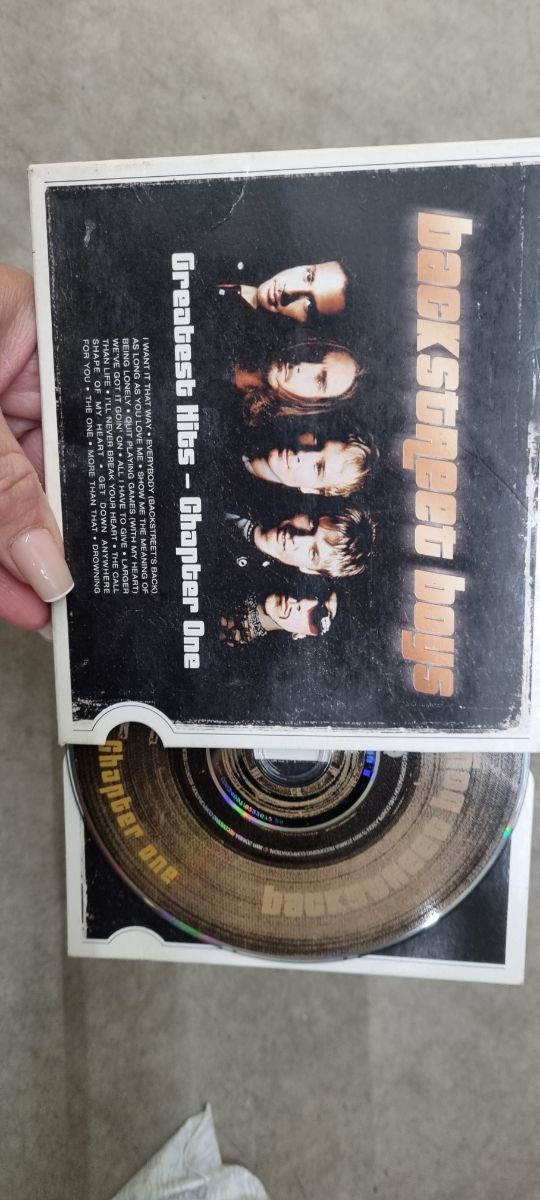 backstreet boys
Greatest Hits - Chapter One
I WANT IT THAT WAY • EVERYBODY (BACKSTREET'S BACK)
AS LONG AS YOU LOVE ME • SHOW ME THE MEANING OF
BEING LONELY • QUIT PLAYING GAMES (WITH MY HEART)
WE'VE GOT IT GOIN' ON • ALL I HAVE TO GIVE • LARGER
THAN LIFE • I'LL NEVER BREAK YOUR HEART • THE CALL
SHAPE OF MY HEART • GET DOWN ANYWHERE
FOR YOU • THE ONE • MORE THAN THAT • DROWNING
Chapter One